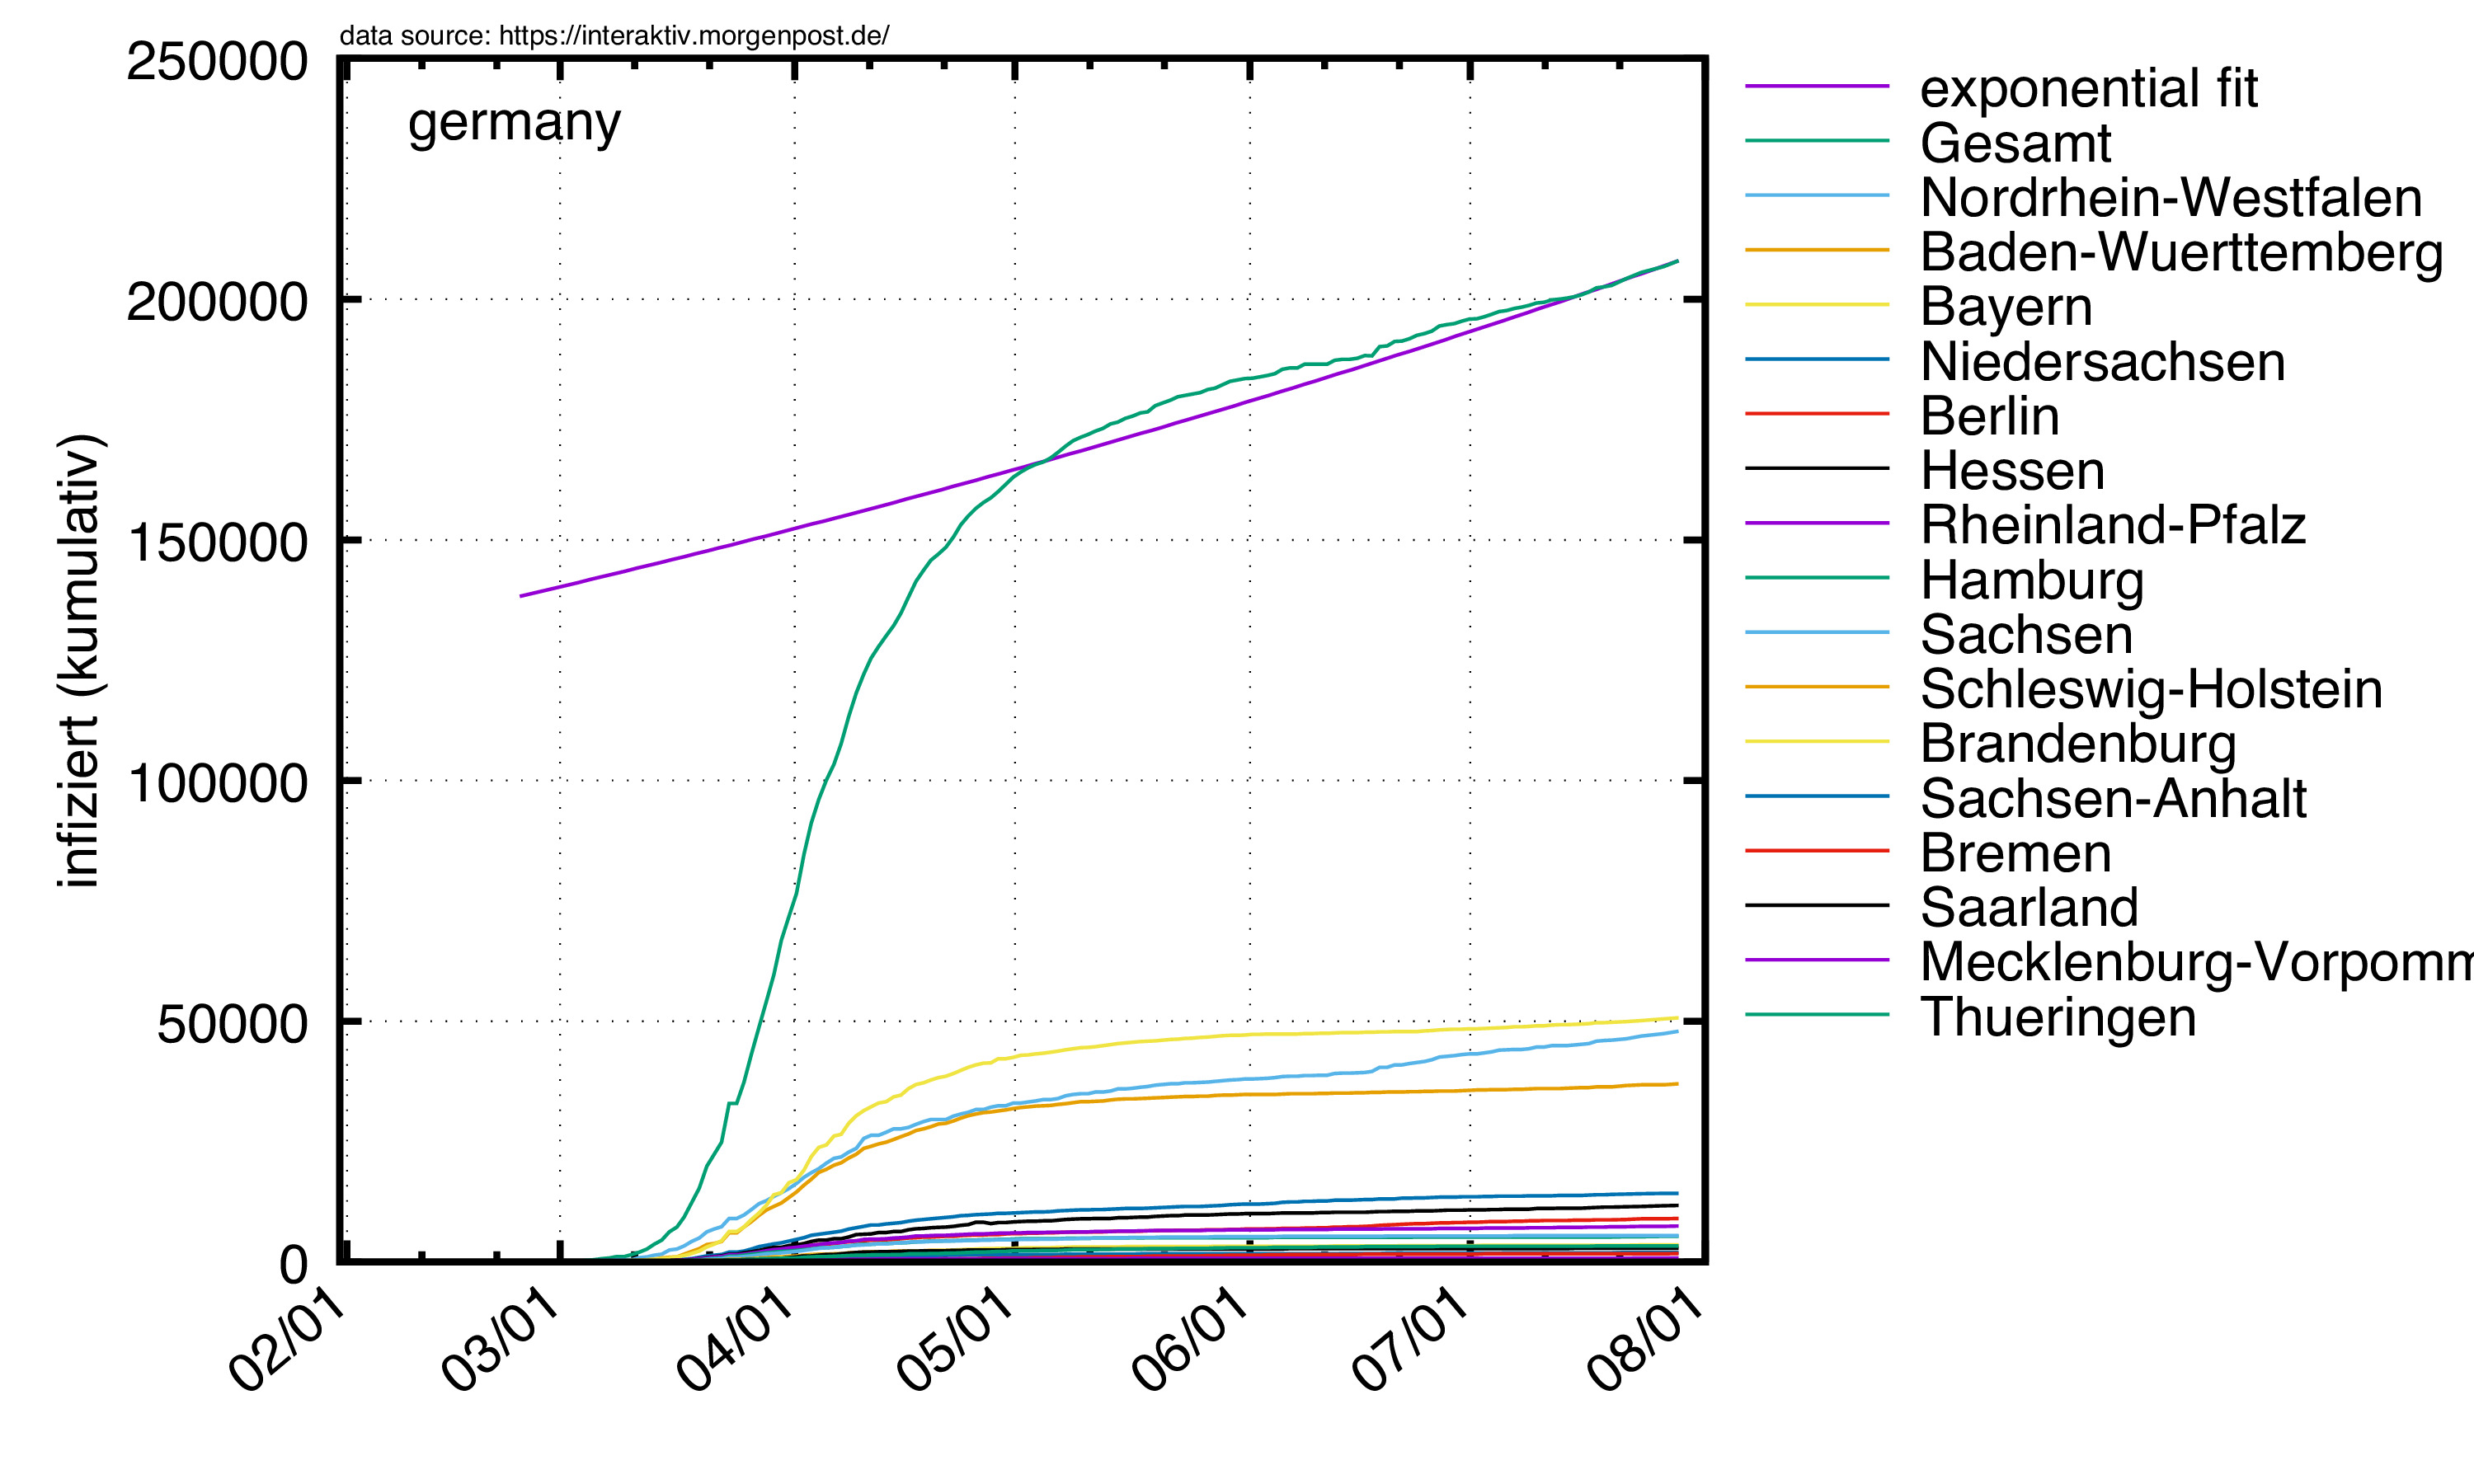 data source: https://interaktiv.morgenpost.de/
250000
200000
150000
100000
50000
0
infiziert (kumulativ)
germany
02/01
03/01
04/01
05/01
06/01
07/01
08/01
exponential fit
Gesamt
Nordrhein-Westfalen
Baden-Wuerttemberg
Bayern
Niedersachsen
Berlin
Hessen
Rheinland-Pfalz
Hamburg
Sachsen
Schleswig-Holstein
Brandenburg
Sachsen-Anhalt
Bremen
Saarland
Mecklenburg-Vorpomm
Thueringen